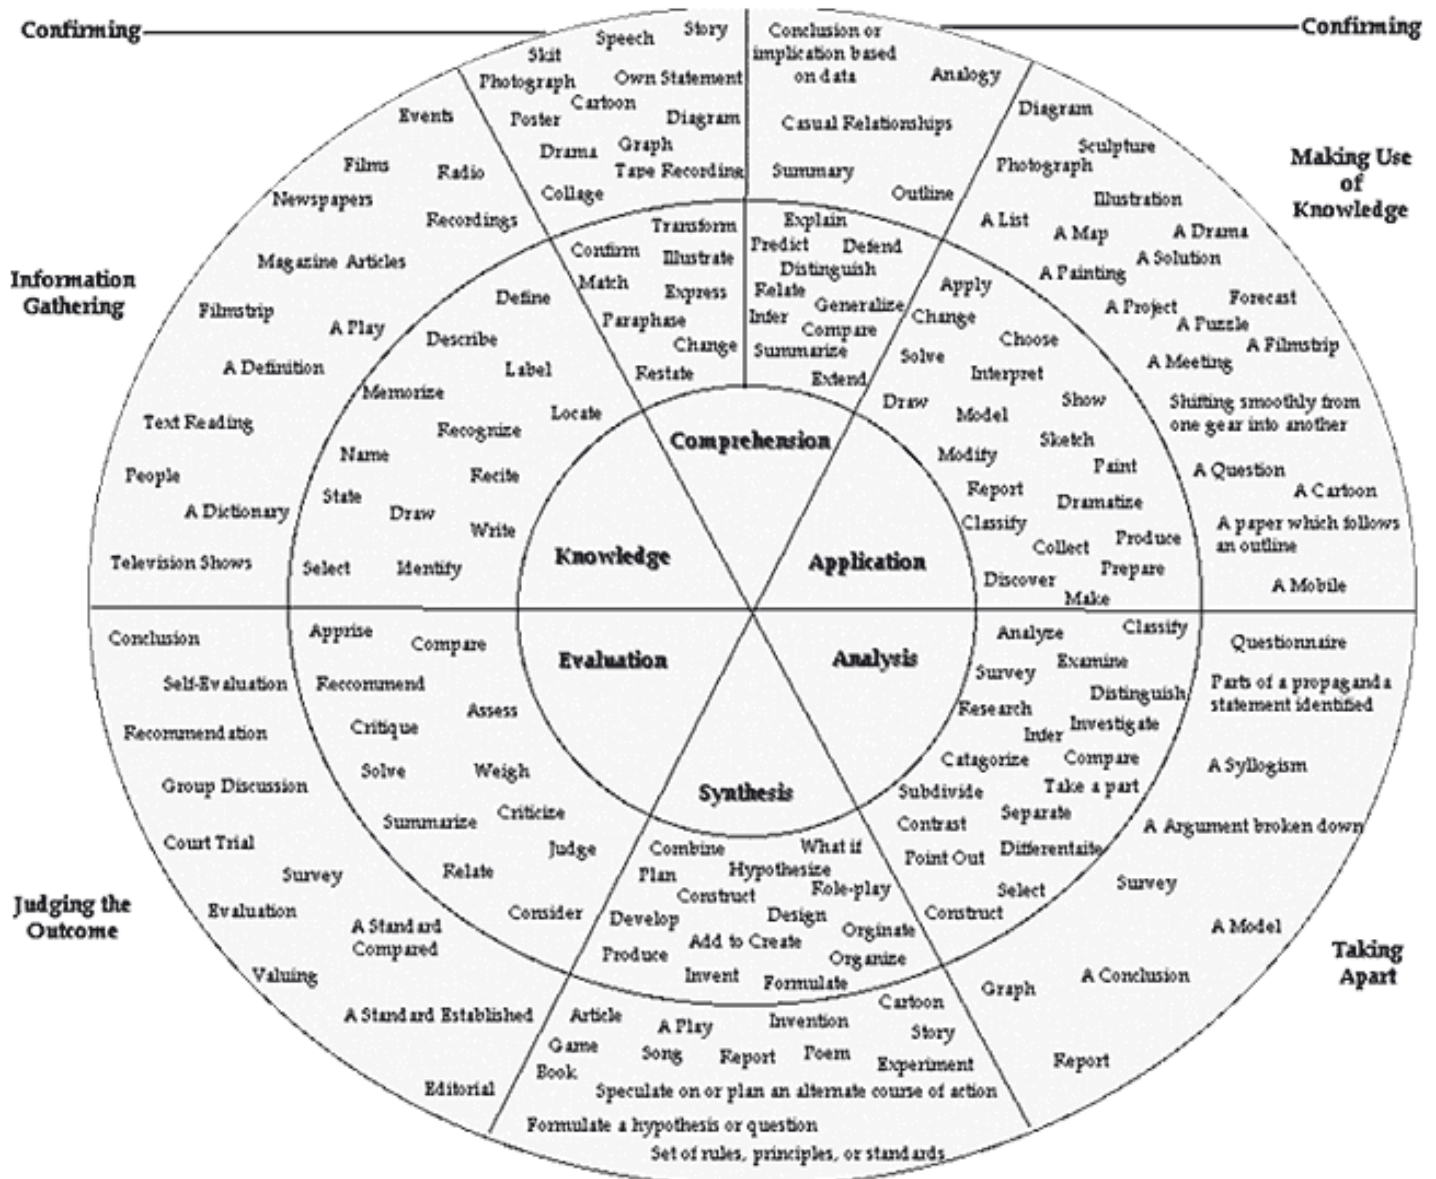 Confirming
Confirming
Story
Speech
Skit
Photograph
Own Statement
Cartoon
Poster
Diagram
Drama
Graph
Tape Recording
Collage
Conclusion or
implication based
on data
Analogy
Casual Relationships
Summary
Outline
Transform
Confirm
Illustrate
Match
Express
Paraphase
Change
Restate
Explain
Predict
Defend
Distinguish
Relate
Generalize
Infer
Compare
Summarize
Extend
Comprehension
Information
Gathering
Events
Films
Radio
Newspapers
Recordings
Magazine Articles
Filmstrip
A Play
A Definition
Text Reading
People
A Dictionary
Television Shows
Define
Describe
Label
Memorize
Locate
Recognize
Name
Recite
State
Draw
Write
Select
Identify
Knowledge
Making Use
of
Knowledge
Diagram
Sculpture
Photograph
Illustration
A List
A Map
A Drama
A Solution
A Painting
Forecast
A Project
A Puzzle
A Filmstrip
A Meeting
Shifting smoothly from
one gear into another
A Question
A Cartoon
A paper which follows
an outline
A Mobile
Apply
Change
Choose
Solve
Interpret
Draw
Show
Model
Sketch
Modify
Paint
Report
Dramatize
Classify
Produce
Collect
Prepare
Discover
Make
Application
Evaluation
Apprise
Compare
Reccommend
Assess
Critique
Solve
Weigh
Criticize
Summarize
Judge
Relate
Consider
Conclusion
Self-Evaluation
Recommendation
Group Discussion
Court Trial
Survey
Evaluation
A Standard
Compared
Valuing
A Standard Established
Editorial
Judging the
Outcome
Analysis
Analyze
Classify
Survey
Examine
Distinguish
Research
Investigate
Infer
Catagorize
Compare
Subdivide
Take a part
Separate
Contrast
Differentaite
Point Out
Select
Construct
Questionnaire
Parts of a propaganda
statement identified
A Syllogism
A Argument broken down
Survey
A Model
A Conclusion
Graph
Report
Taking
Apart
Synthesis
Combine
What if
Hypothesize
Plan
Construct
Role-play
Develop
Design
Orginate
Add to Create
Produce
Organize
Invent
Formulate
Cartoon
Article
A Play
Invention
Story
Game
Song
Report
Poem
Experiment
Book
Speculate on or plan an alternate course of action
Formulate a hypothesis or question
Set of rules, principles, or standards